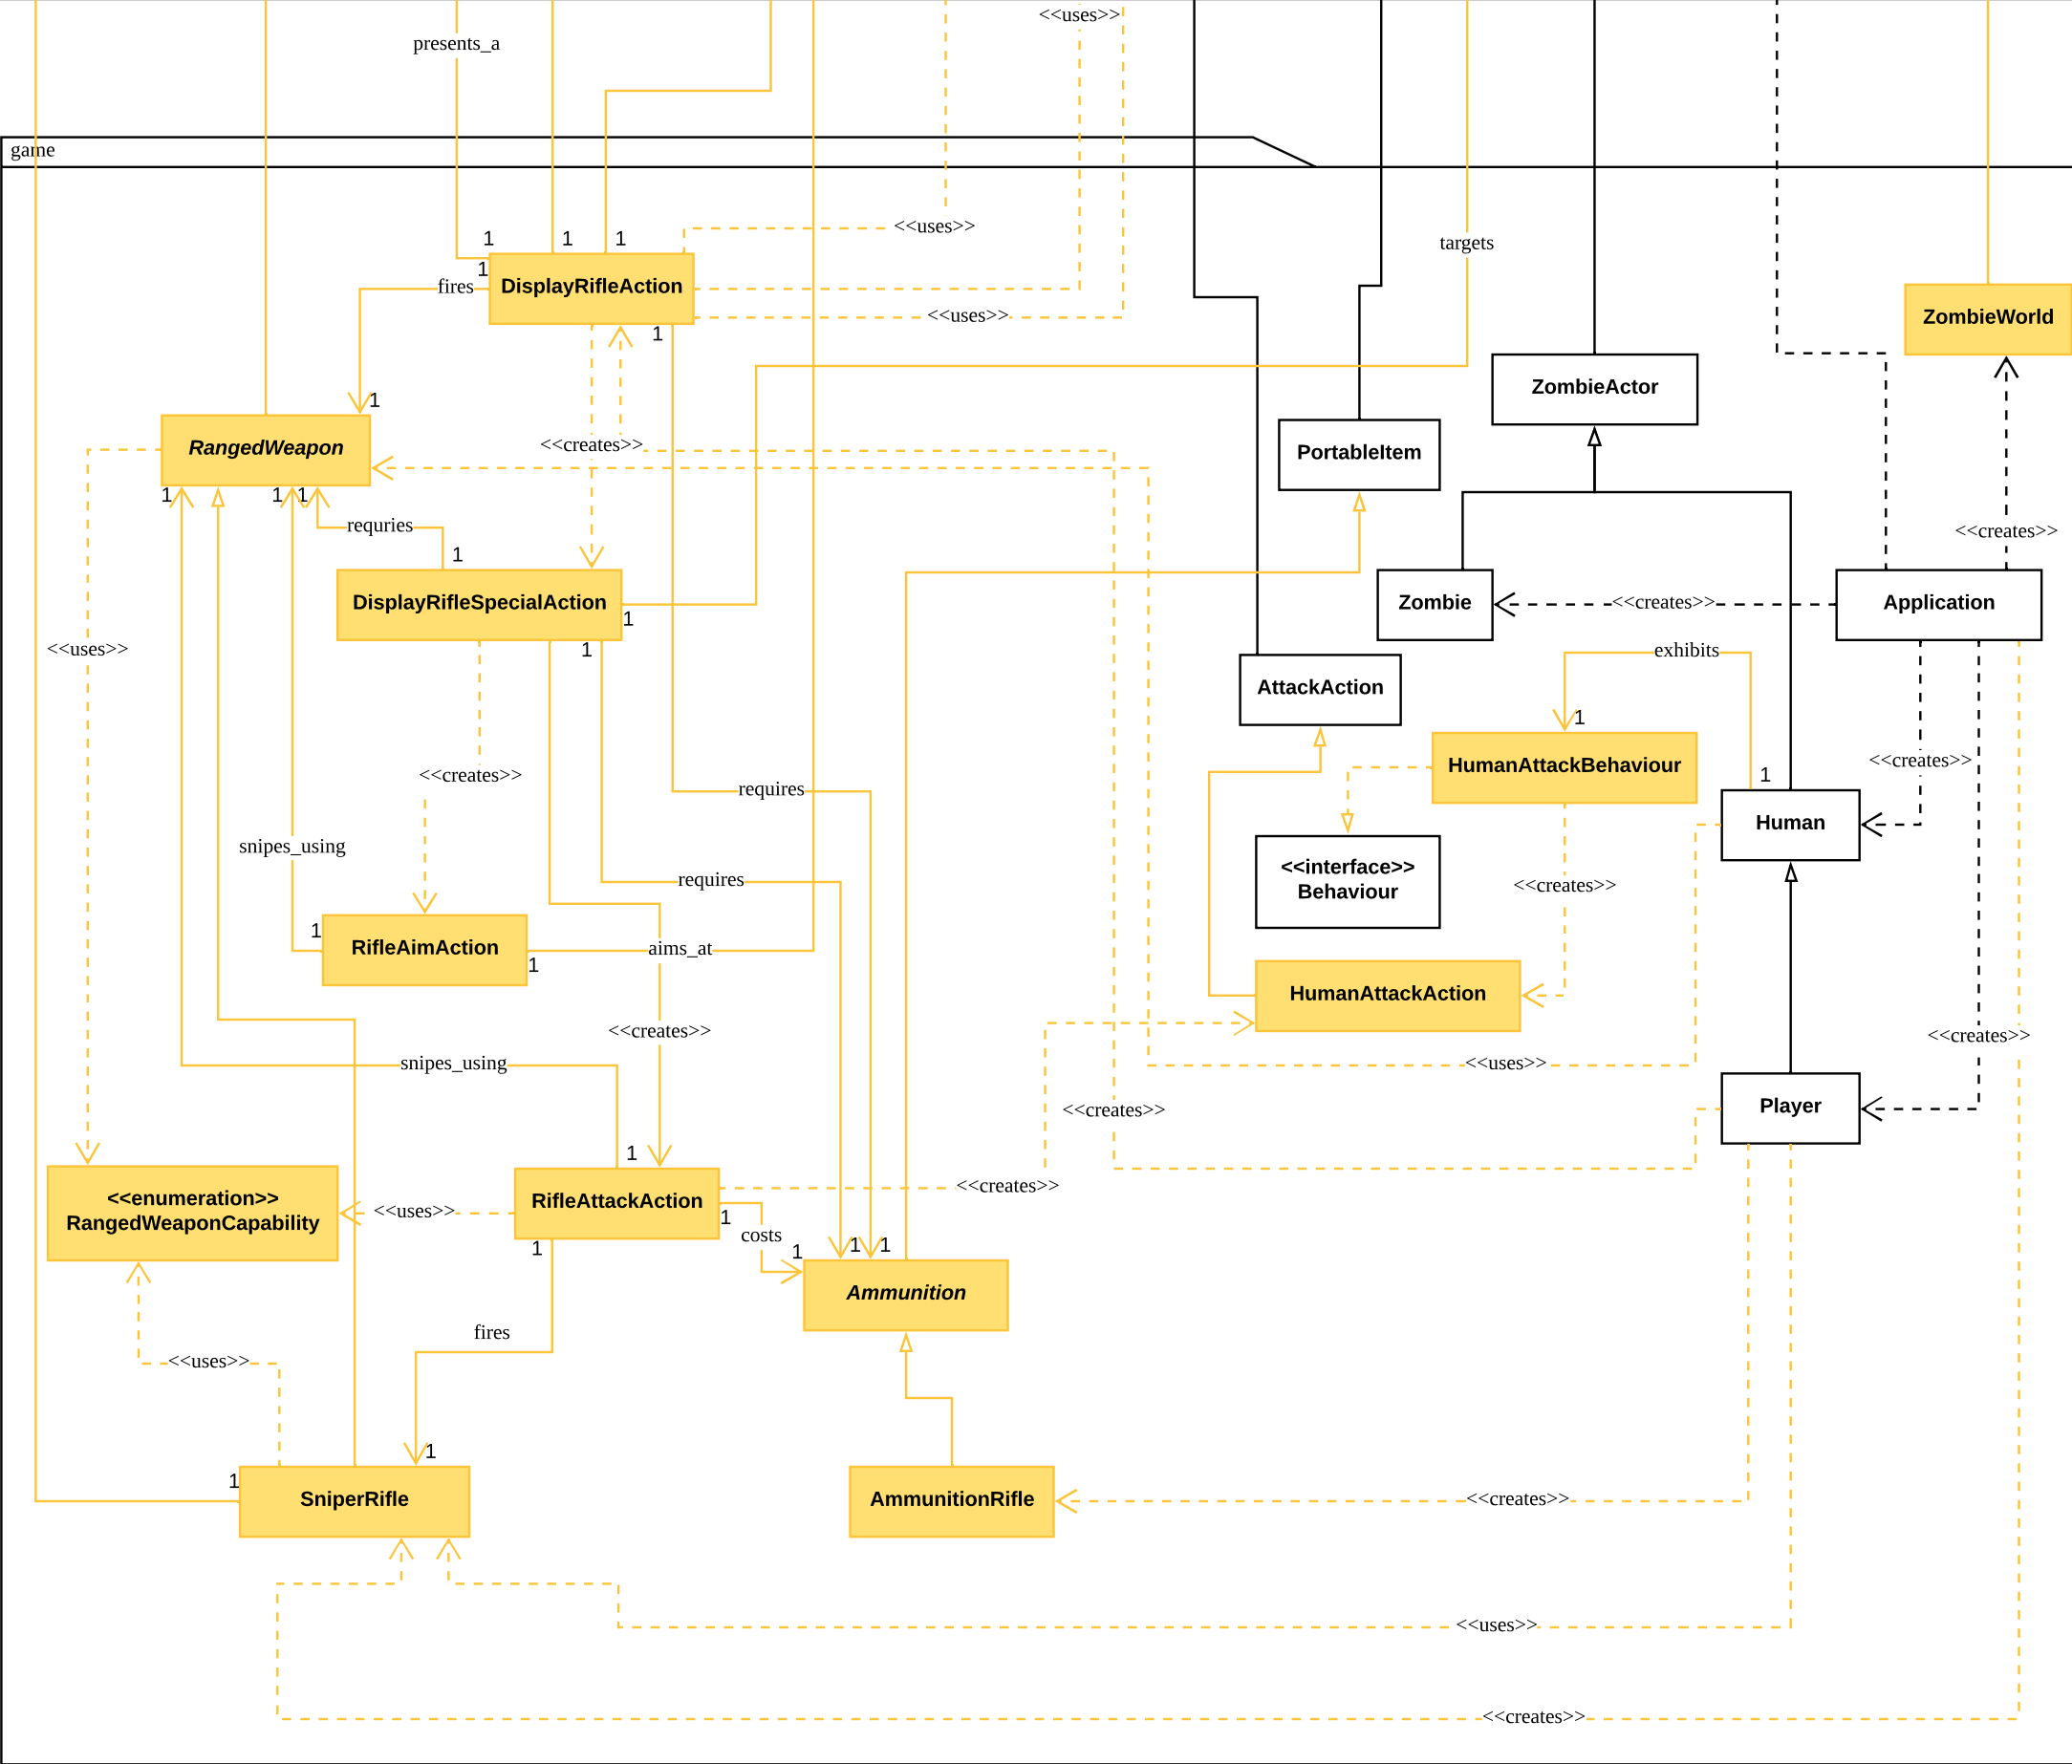 <<uses>>
presents_a
game
<<uses>>
1
1
1
targets
1
fires
DisplayRifleAction
<<uses>>
ZombieWorld
1
1
ZombieActor
RangedWeapon
<<creates>>
PortableItem
1
1
1
requries
<<creates>>
1
DisplayRifleSpecialAction
1
Zombie
<<creates>>
Application
<<uses>>
1
exhibits
AttackAction
1
HumanAttackBehaviour
<<creates>>
<<creates>>
1
requires
Human
snipes_using
<<interface>>
Behaviour
requires
<<creates>>
1
RifleAimAction
aims_at
1
HumanAttackAction
<<creates>>
<<creates>>
snipes_using
<<uses>>
<<creates>>
Player
1
<<enumeration>>
RangedWeaponCapability
<<uses>>
RifleAttackAction
<<creates>>
1
costs
1
1
1
1
Ammunition
fires
<<uses>>
1
1
SniperRifle
AmmunitionRifle
<<creates>>
<<uses>>
<<creates>>